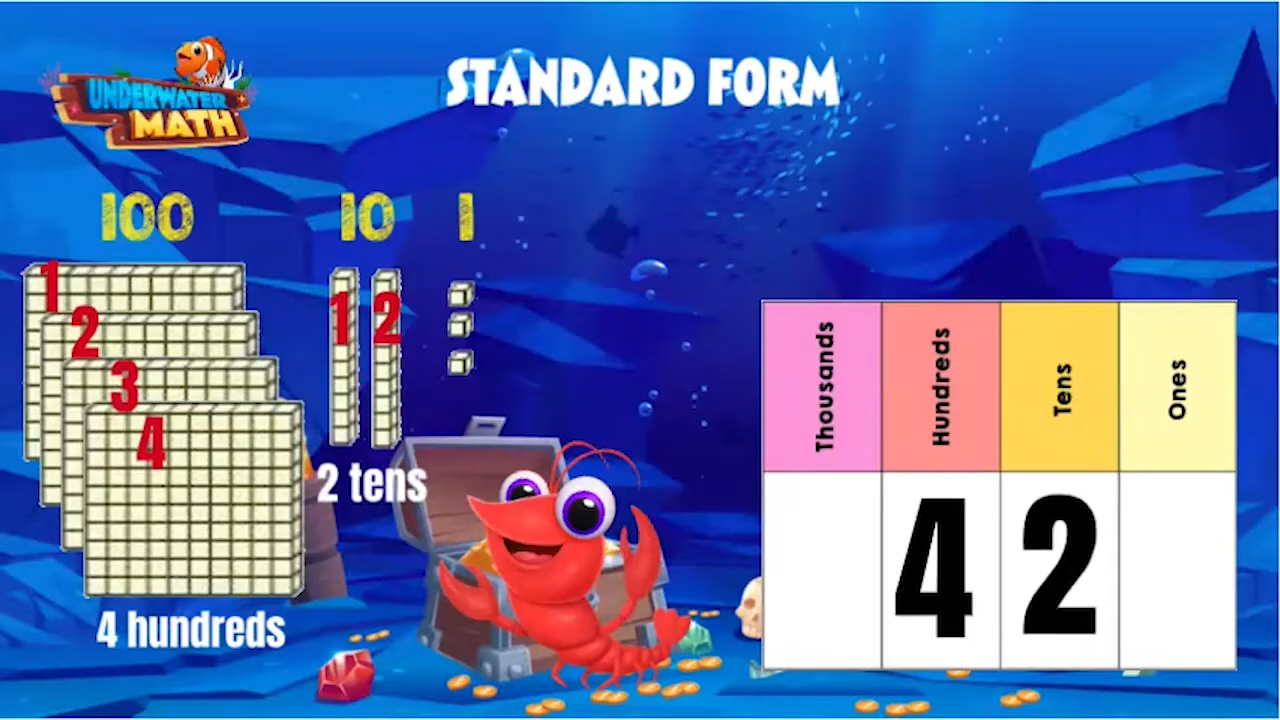 UNDERWATER
MATH
STANDARD FORM
100 10 1
1
2
3
4
1 2
2 tens
4 hundreds
Thousands Hundreds Tens Ones
4 2